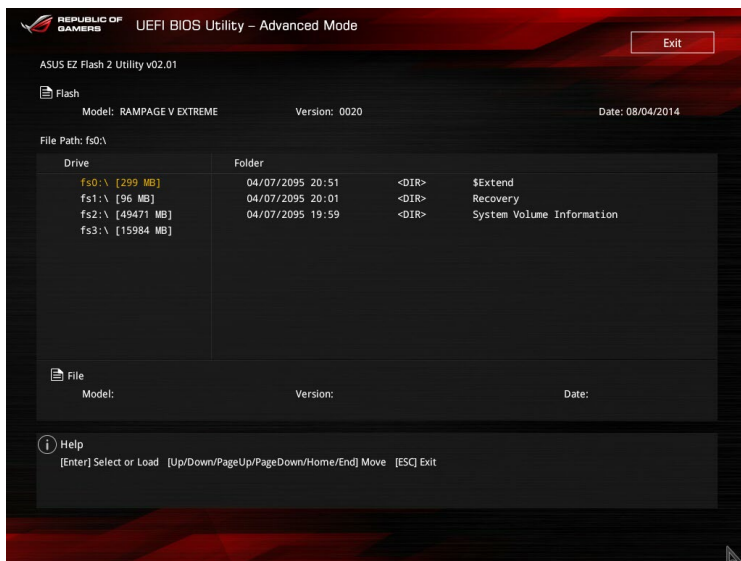 REPUBLIC OF
GAMERS
UEFI BIOS Utility – Advanced Mode
Exit
ASUS EZ Flash 2 Utility v02.01
Flash
Model: RAMPAGE V EXTREME Version: 0020 Date: 08/04/2014
File Path: fs0:\
Drive Folder
fs0:\ [299 MB] 04/07/2095 20:51 <DIR> $Extend
fs1:\ [96 MB] 04/07/2095 20:01 <DIR> Recovery
fs2:\ [49471 MB] 04/07/2095 19:59 <DIR> System Volume Information
fs3:\ [15984 MB]
File
Model: Version: Date:
Help
[Enter] Select or Load [Up/Down/PageUp/PageDown/Home/End] Move [ESC] Exit